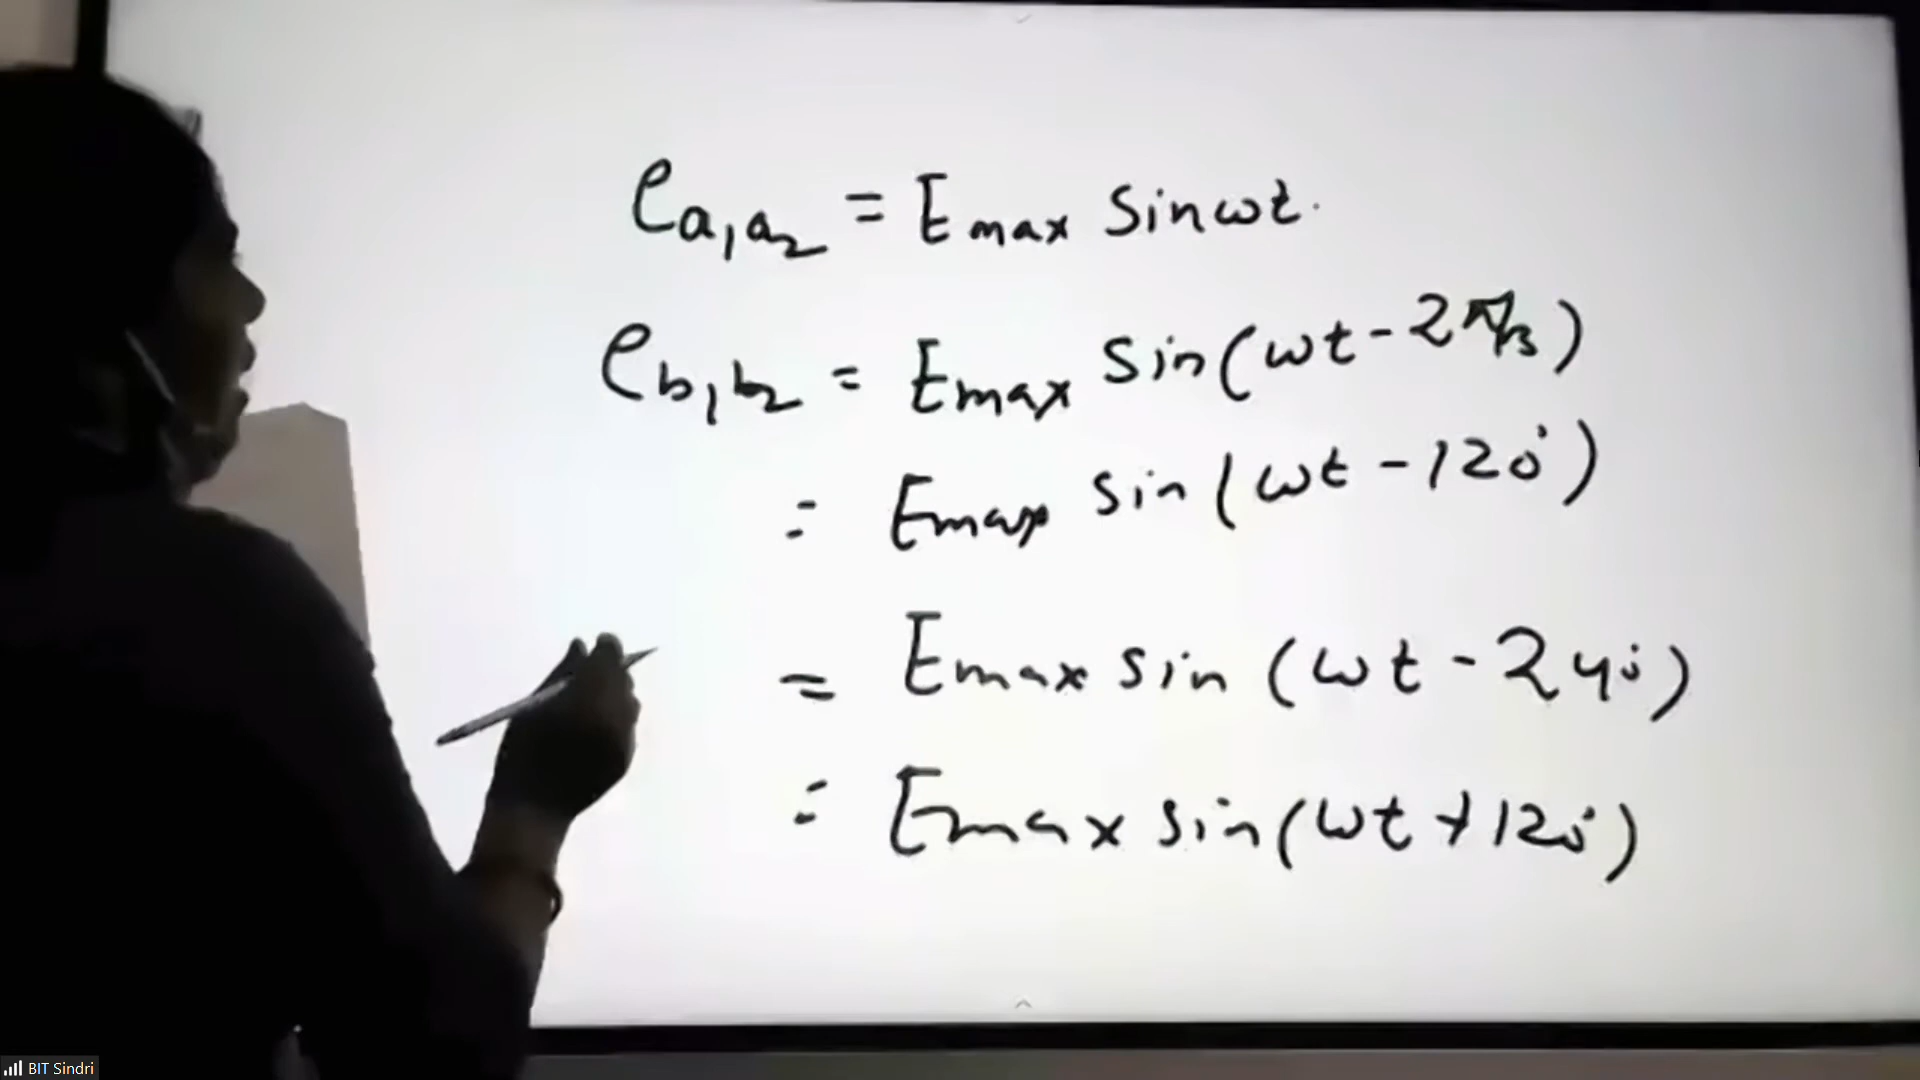 ea₁a₂ = Emax Sinωt.
eb₁b₂ = Emax Sin(ωt - 2π/3)
= Emax Sin(ωt - 120°)
= Emax Sin (ωt - 240°)
= Emax Sin(ωt + 120°)
BIT Sindri